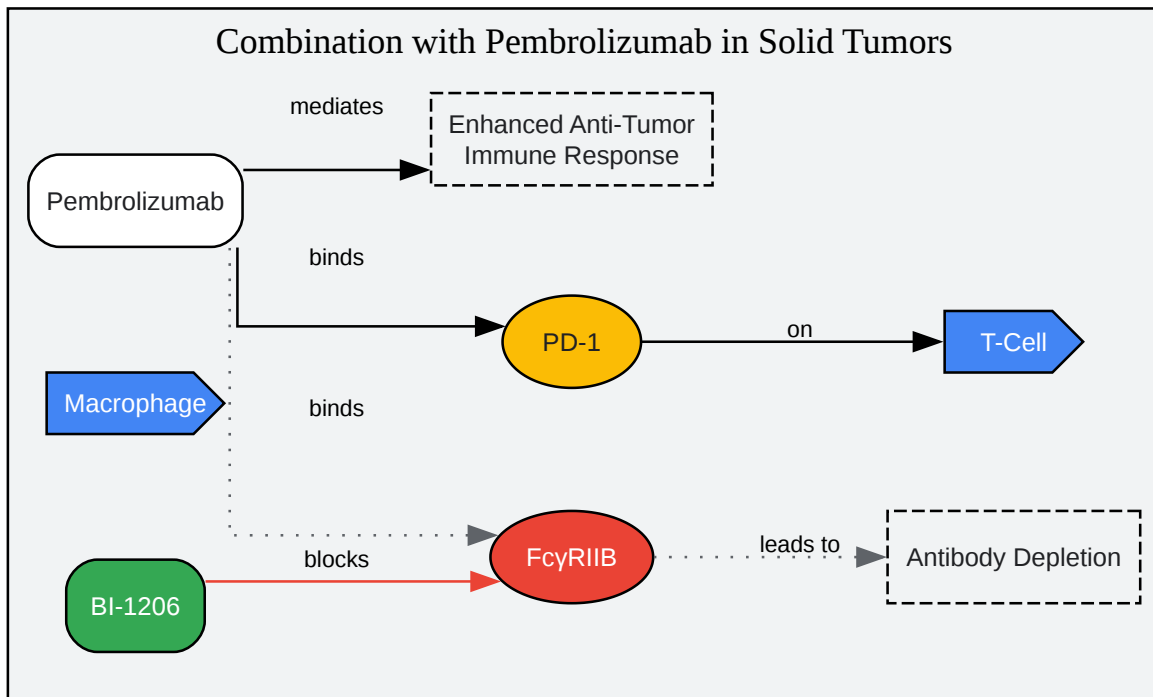 Combination with Pembrolizumab in Solid Tumors
mediates
Enhanced Anti-Tumor
Immune Response
Pembrolizumab
binds
PD-1
on
T-Cell
Macrophage
binds
blocks
FcγRIIB
leads to
Antibody Depletion
BI-1206